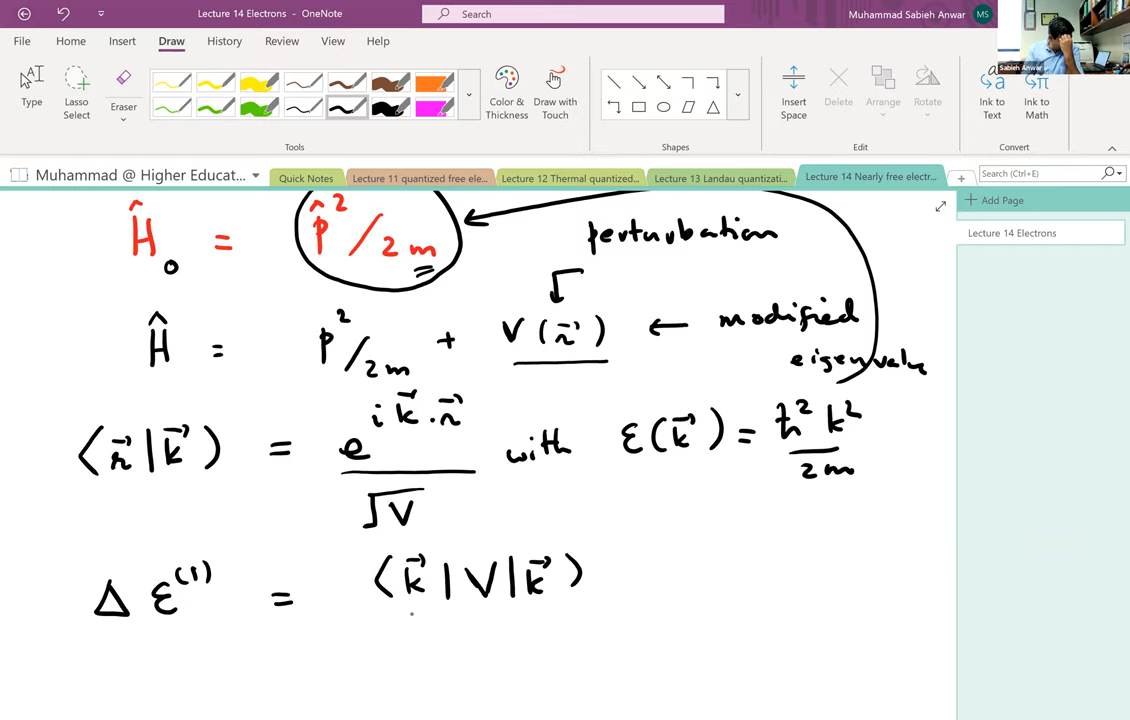 Lecture 14 Electrons - OneNote
Search
Muhammad Sabieh Anwar
MS
Sabieh Anwar
File Home Insert Draw History Review View Help
Type
Lasso Select
Eraser
Color & Thickness
Draw with Touch
Insert Space
Delete
Arrange
Rotate
Ink to Text
Ink to Math
Tools
Shapes
Edit
Convert
Muhammad @ Higher Educat...
Quick Notes
Lecture 11 quantized free ele...
Lecture 12 Thermal quantized...
Lecture 13 Landau quantizati...
Lecture 14 Nearly free electr...
Search (Ctrl+E)
Add Page
Lecture 14 Electrons
Ĥ₀ = p̂²/2m
perturbation
Ĥ = p²/2m + V(r⃗) ← modified
eigenvalue
⟨r⃗|k⃗⟩ = e^{i k⃗·r⃗}/√V with ε(k⃗) = ħ²k²/2m
Δ ε⁽¹⁾ = ⟨k⃗|V|k⃗⟩